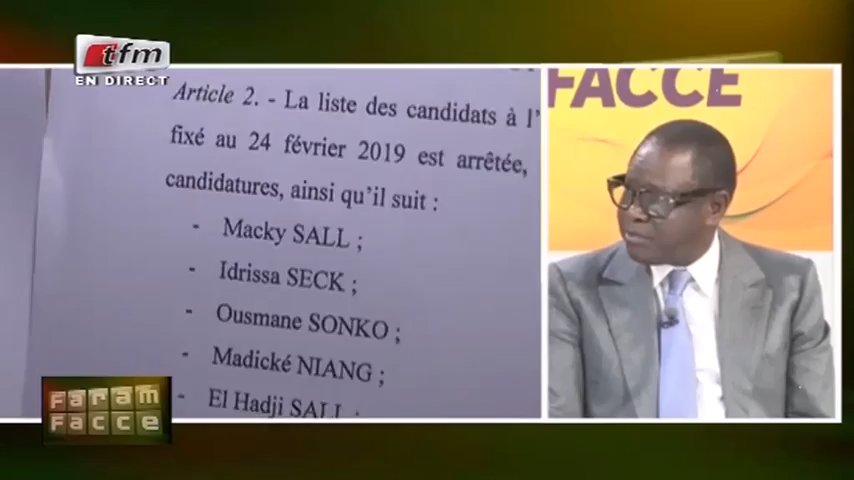 tfm
EN DIRECT
Article 2. - La liste des candidats à l'
fixé au 24 février 2019 est arrêtée,
candidatures, ainsi qu'il suit :
- Macky SALL ;
- Idrissa SECK ;
- Ousmane SONKO ;
- Madické NIANG ;
- El Hadji SALL ;
FACCE
Faram
Facce